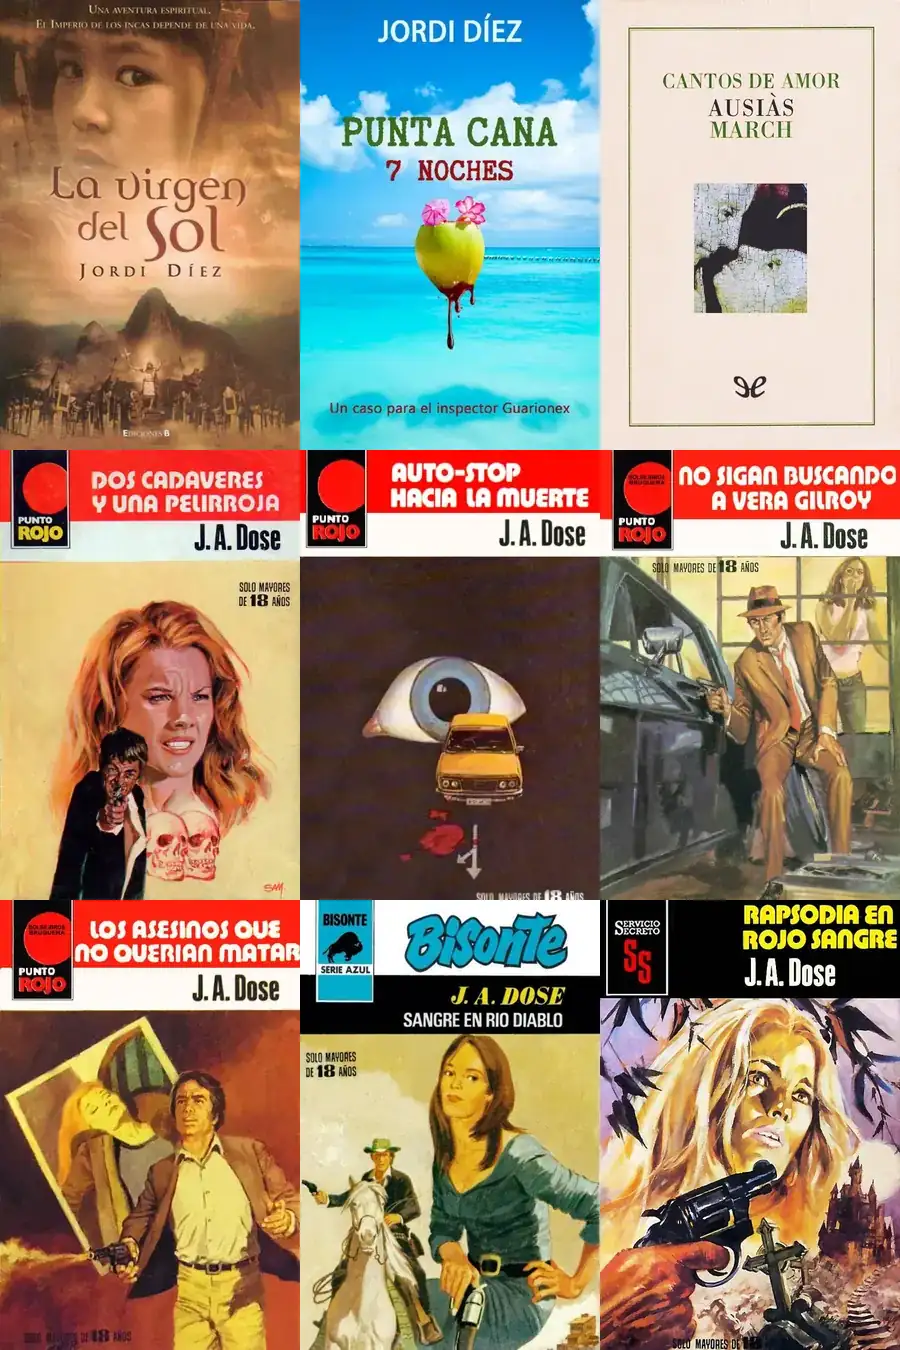 UNA AVENTURA ESPIRITUAL.
EL IMPERIO DE LOS INCAS DEPENDE DE UNA VIDA.
La virgen
del Sol
JORDI DÍEZ
EDICIONES B
JORDI DÍEZ
PUNTA CANA
7 NOCHES
Un caso para el inspector Guarionex
CANTOS DE AMOR
AUSIÀS
MARCH
PUNTO
ROJO
DOS CADAVERES
Y UNA PELIRROJA
J. A. Dose
SOLO MAYORES
DE 18 AÑOS
SAM.
PUNTO
ROJO
AUTO-STOP
HACIA LA MUERTE
J. A. Dose
SOLO MAYORES DE 18 AÑOS
BOLSILIBROS
BRUGUERA
PUNTO
ROJO
NO SIGAN BUSCANDO
A VERA GILROY
J. A. Dose
SOLO MAYORES DE 18 AÑOS
BOLSILIBROS
BRUGUERA
PUNTO
ROJO
LOS ASESINOS QUE
NO QUERIAN MATAR
J. A. Dose
SOLO MAYORES DE 18 AÑOS
BISONTE
SERIE AZUL
Bisonte
J. A. DOSE
SANGRE EN RIO DIABLO
SOLO MAYORES
DE 18 AÑOS
SERVICIO
SECRETO
SS
RAPSODIA EN
ROJO SANGRE
J. A. Dose
SOLO MAYORES DE